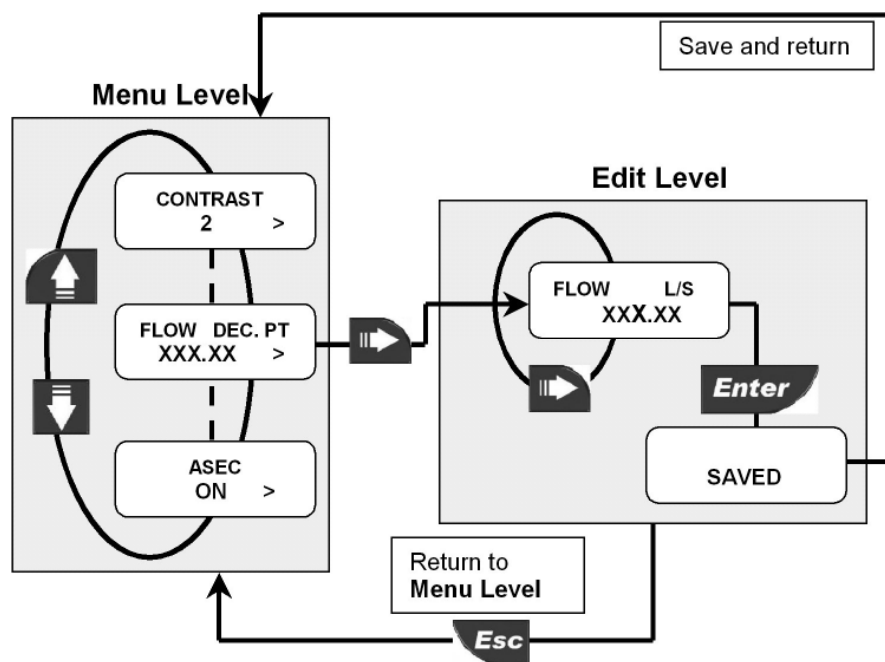 Save and return
Menu Level
CONTRAST
2 >
FLOW DEC. PT
XXX.XX >
ASEC
ON >
Edit Level
FLOW L/S
XXX.XX
Enter
SAVED
Return to
Menu Level
Esc